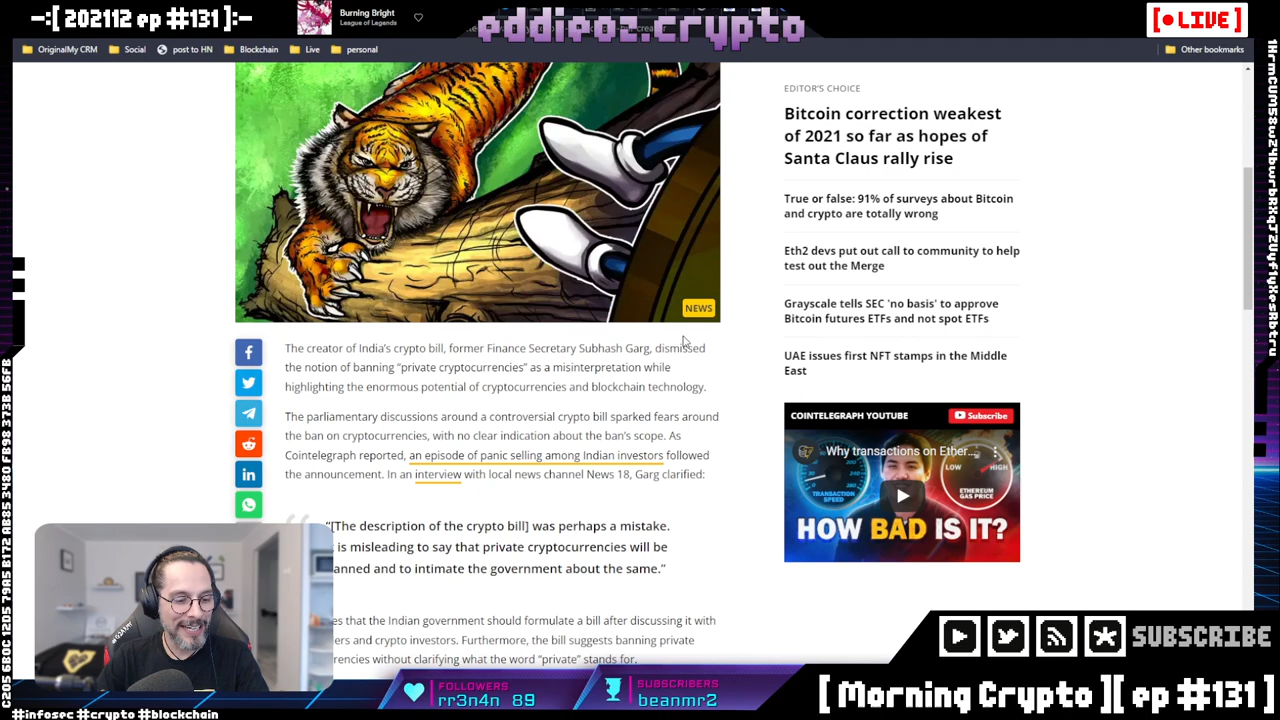 -:[ 202112 ep #131 ]:-
Burning Bright
League of Legends
eddieoz.crypto
[● LIVE ]
OriginalMy CRM
Social
post to HN
Blockchain
Live
personal
Other bookmarks
NEWS
The creator of India's crypto bill, former Finance Secretary Subhash Garg, dismissed
the notion of banning "private cryptocurrencies" as a misinterpretation while
highlighting the enormous potential of cryptocurrencies and blockchain technology.
The parliamentary discussions around a controversial crypto bill sparked fears around
the ban on cryptocurrencies, with no clear indication about the ban's scope. As
Cointelegraph reported, an episode of panic selling among Indian investors followed
the announcement. In an interview with local news channel News 18, Garg clarified:
"[The description of the crypto bill] was perhaps a mistake.
is misleading to say that private cryptocurrencies will be
anned and to intimate the government about the same."
es that the Indian government should formulate a bill after discussing it with
ers and crypto investors. Furthermore, the bill suggests banning private
rencies without clarifying what the word "private" stands for.
EDITOR'S CHOICE
Bitcoin correction weakest
of 2021 so far as hopes of
Santa Claus rally rise
True or false: 91% of surveys about Bitcoin
and crypto are totally wrong
Eth2 devs put out call to community to help
test out the Merge
Grayscale tells SEC 'no basis' to approve
Bitcoin futures ETFs and not spot ETFs
UAE issues first NFT stamps in the Middle
East
COINTELEGRAPH YOUTUBE
Subscribe
Why transactions on Ether...
TRANSACTION
SPEED
LOW
HIGH
ETHEREUM
GAS PRICE
HOW BAD IS IT?
SUBSCRIBE
FOLLOWERS
rr3n4n 89
SUBSCRIBERS
beanmr2
[ Morning Crypto ][ ep #131 ]
#infosec #crypto #blockchain